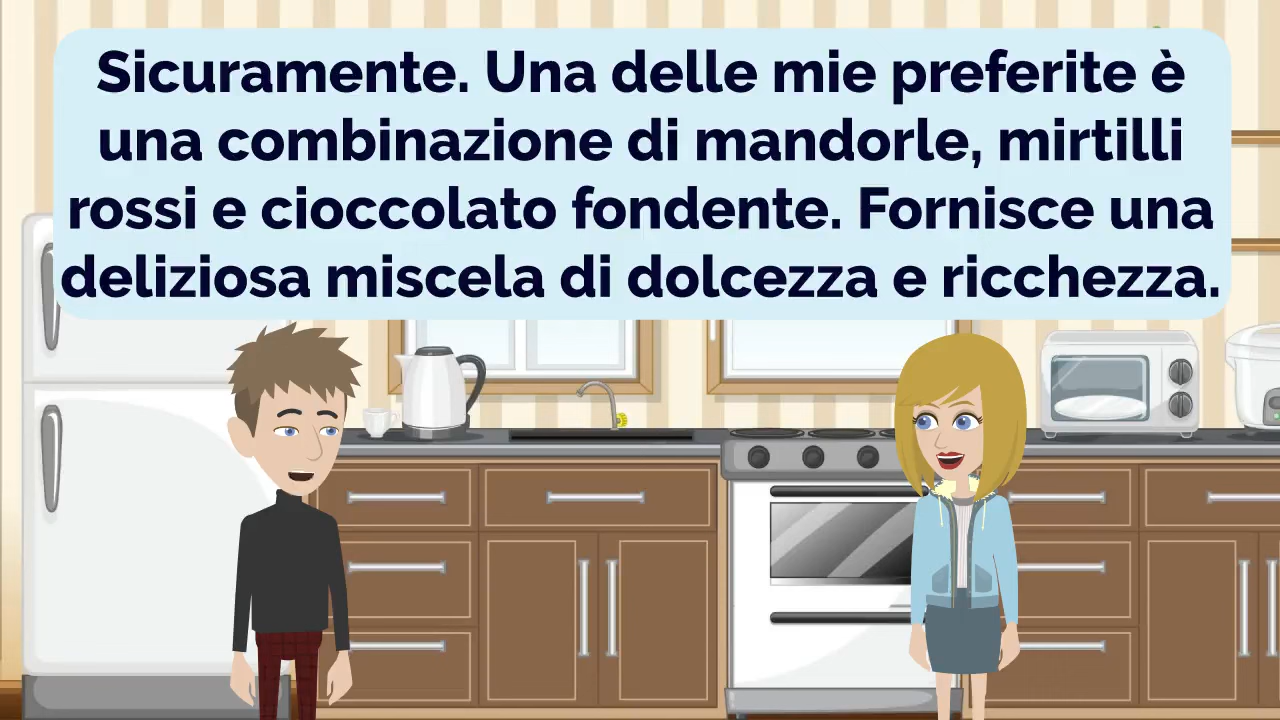 Sicuramente. Una delle mie preferite è
una combinazione di mandorle, mirtilli
rossi e cioccolato fondente. Fornisce una
deliziosa miscela di dolcezza e ricchezza.